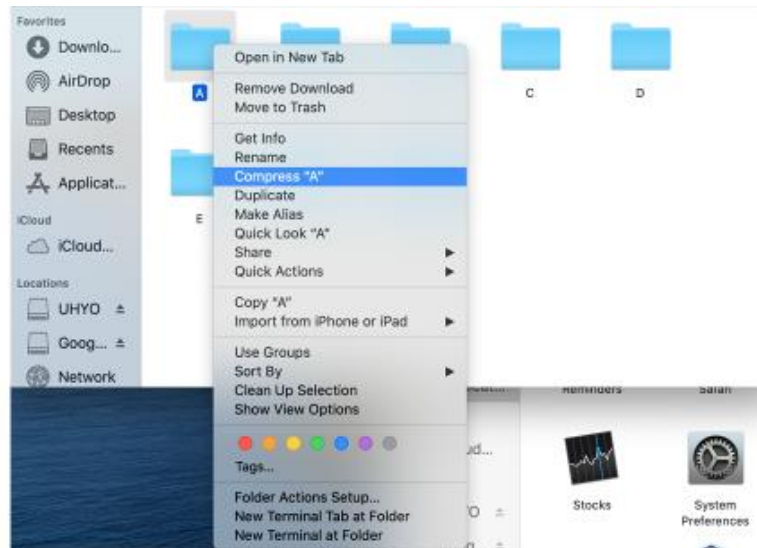 Favorites
Downlo...
AirDrop
Desktop
Recents
Applicat...
iCloud
iCloud...
Locations
UHYO
Goog...
Network
A
C
D
E
Open in New Tab
Remove Download
Move to Trash
Get Info
Rename
Compress "A"
Duplicate
Make Alias
Quick Look "A"
Share
Quick Actions
Copy "A"
Import from iPhone or iPad
Use Groups
Sort By
Clean Up Selection
Show View Options
Tags...
Folder Actions Setup...
New Terminal Tab at Folder
New Terminal at Folder
Reminders
Safari
Stocks
System
Preferences